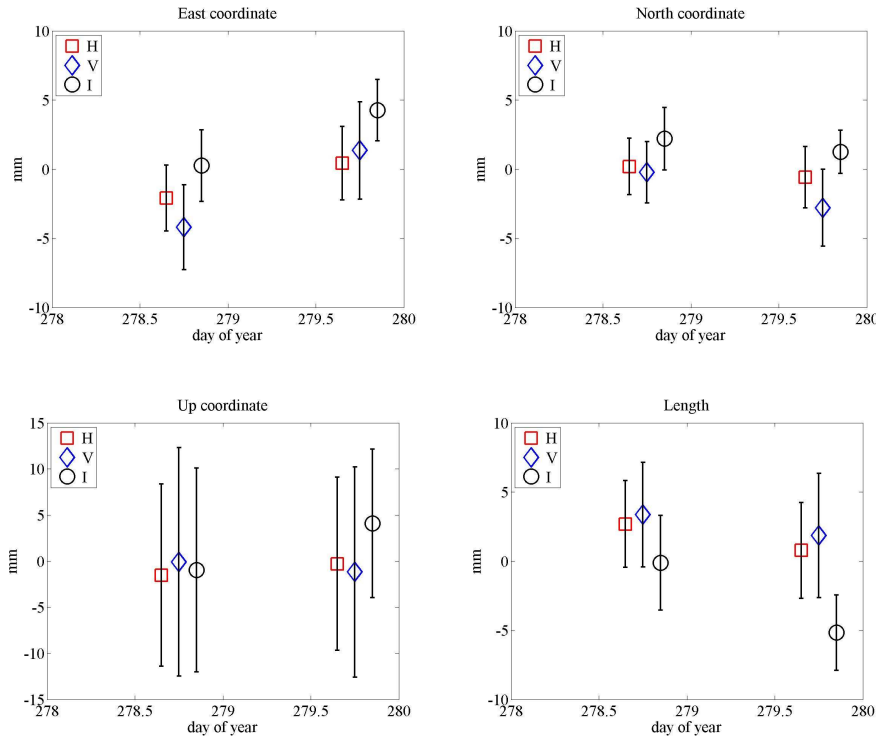 East coordinate
10
5
0
-5
-10
mm
H
V
I
278
278.5
279
279.5
280
day of year
North coordinate
10
5
0
-5
-10
mm
H
V
I
278
278.5
279
279.5
280
day of year
Up coordinate
15
10
5
0
-5
-10
-15
mm
H
V
I
278
278.5
279
279.5
280
day of year
Length
10
5
0
-5
-10
mm
H
V
I
278
278.5
279
279.5
280
day of year